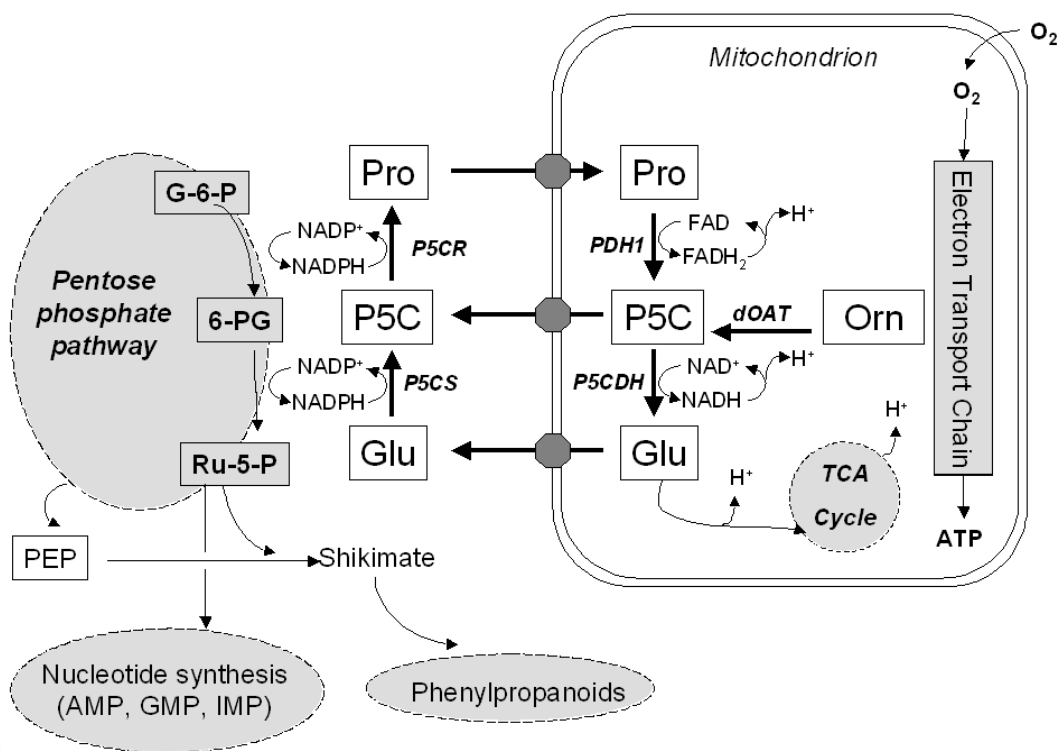 Mitochondrion
O₂
O₂
Pro
Pro
G-6-P
NADP⁺
NADPH
P5CR
PDH1
FAD
FADH₂
H⁺
Electron Transport Chain
Pentose
phosphate
pathway
6-PG
P5C
P5C
dOAT
Orn
NADP⁺
NADPH
P5CS
P5CDH
NAD⁺
NADH
H⁺
Ru-5-P
Glu
Glu
H⁺
H⁺
TCA
Cycle
ATP
PEP
Shikimate
Nucleotide synthesis
(AMP, GMP, IMP)
Phenylpropanoids